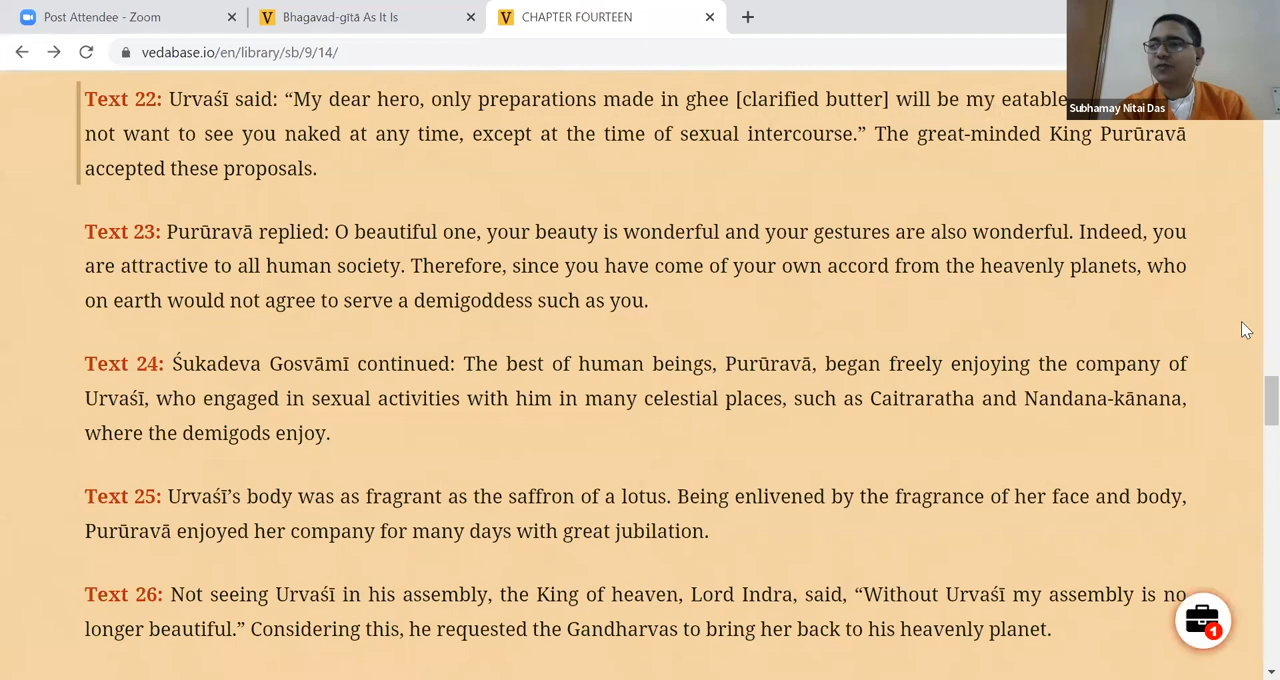 Post Attendee - Zoom
Bhagavad-gītā As It Is
CHAPTER FOURTEEN
vedabase.io/en/library/sb/9/14/
Subhamay Nitai Das
Text 22: Urvaśī said: “My dear hero, only preparations made in ghee [clarified butter] will be my eatable
not want to see you naked at any time, except at the time of sexual intercourse.” The great-minded King Purūravā
accepted these proposals.
Text 23: Purūravā replied: O beautiful one, your beauty is wonderful and your gestures are also wonderful. Indeed, you
are attractive to all human society. Therefore, since you have come of your own accord from the heavenly planets, who
on earth would not agree to serve a demigoddess such as you.
Text 24: Śukadeva Gosvāmī continued: The best of human beings, Purūravā, began freely enjoying the company of
Urvaśī, who engaged in sexual activities with him in many celestial places, such as Caitraratha and Nandana-kānana,
where the demigods enjoy.
Text 25: Urvaśī’s body was as fragrant as the saffron of a lotus. Being enlivened by the fragrance of her face and body,
Purūravā enjoyed her company for many days with great jubilation.
Text 26: Not seeing Urvaśī in his assembly, the King of heaven, Lord Indra, said, “Without Urvaśī my assembly is no
longer beautiful.” Considering this, he requested the Gandharvas to bring her back to his heavenly planet.
1